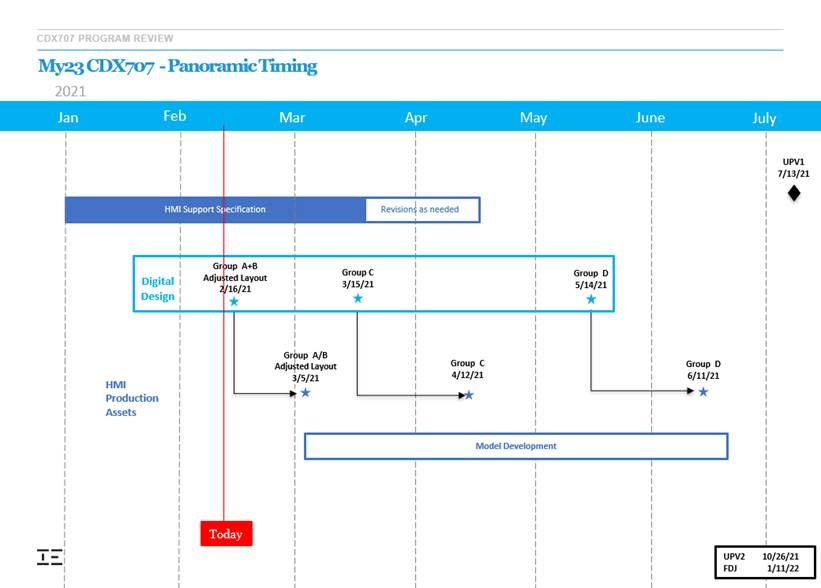 CDX707 PROGRAM REVIEW
My23 CDX707 - Panoramic Timing
2021
Jan Feb Mar Apr May June July
UPV1
7/13/21
HMI Support Specification
Revisions as needed
Digital
Design
Group A+B
Adjusted Layout
2/16/21
Group C
3/15/21
Group D
5/14/21
HMI
Production
Assets
Group A/B
Adjusted Layout
3/5/21
Group C
4/12/21
Group D
6/11/21
Model Development
Today
UPV2 10/26/21
FDJ 1/11/22